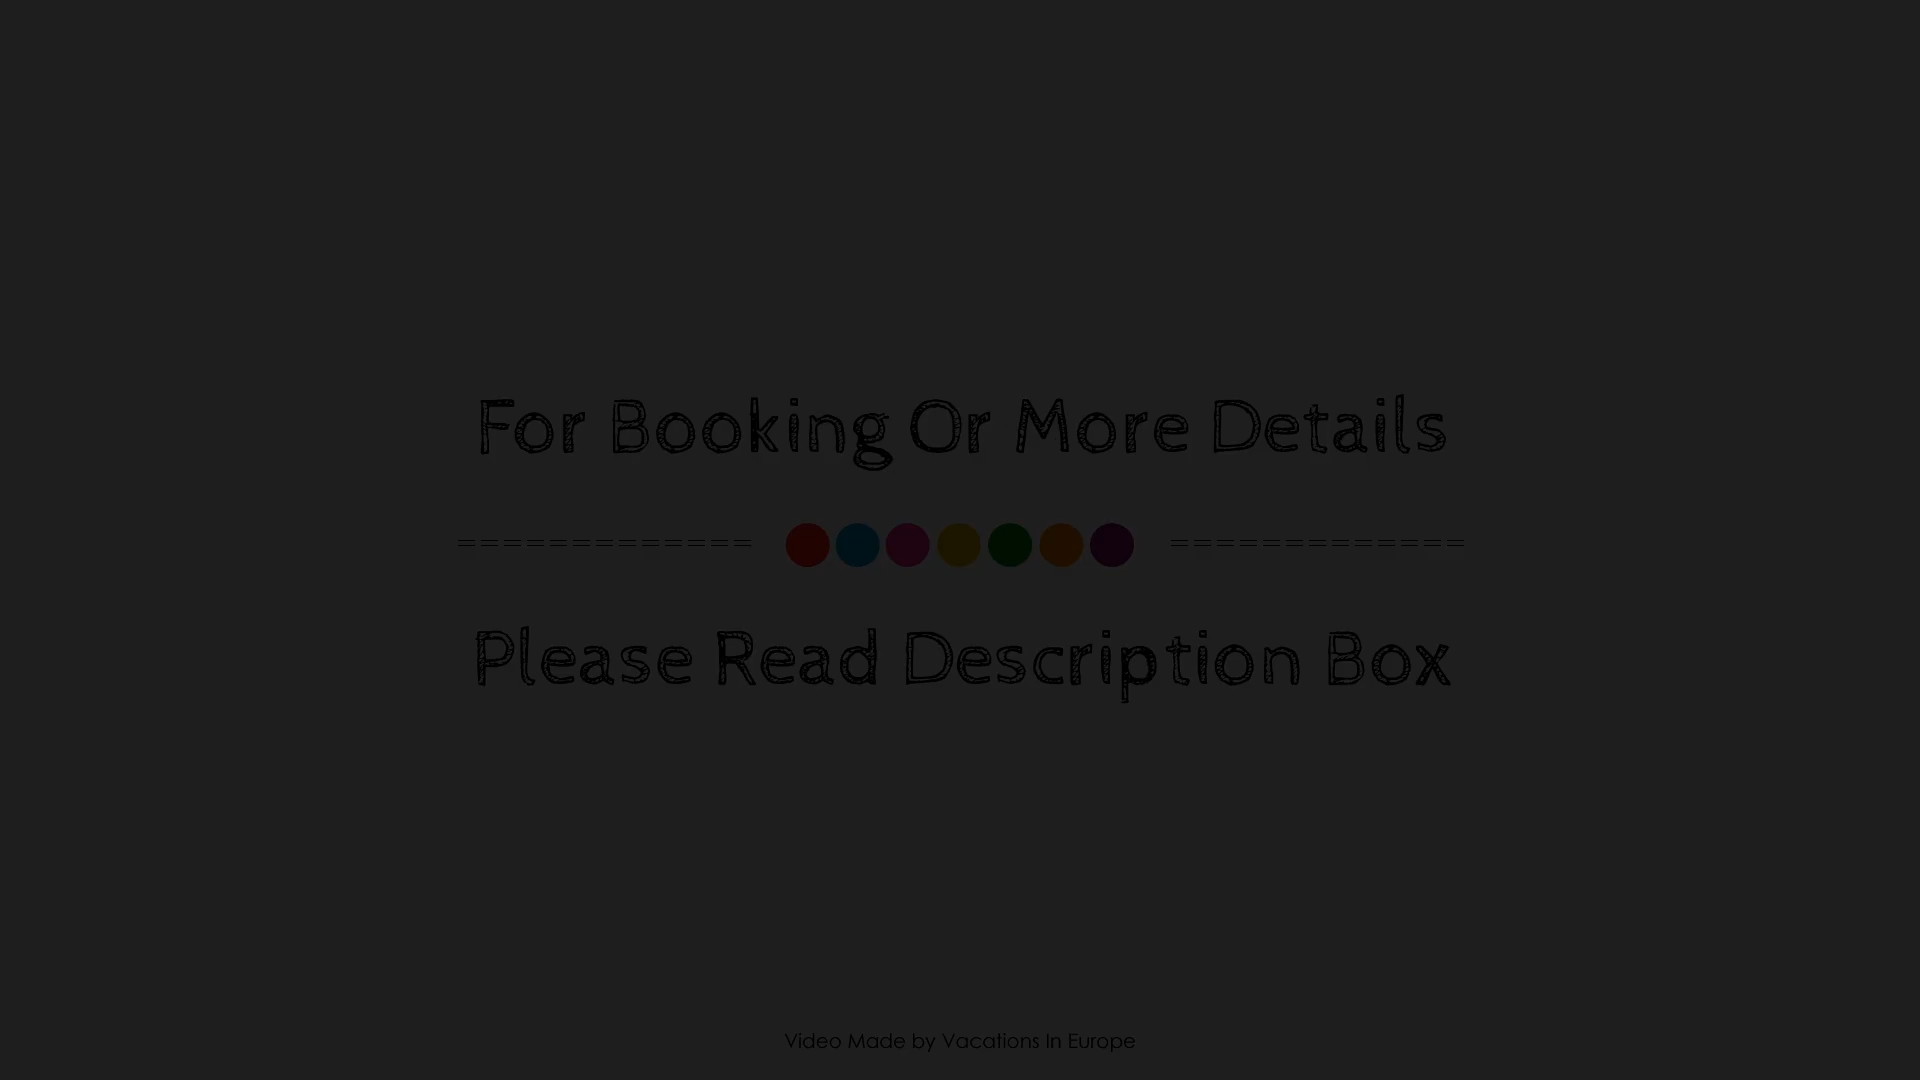 For Booking Or More Details
============= =============
Please Read Description Box
Video Made by Vacations In Europe